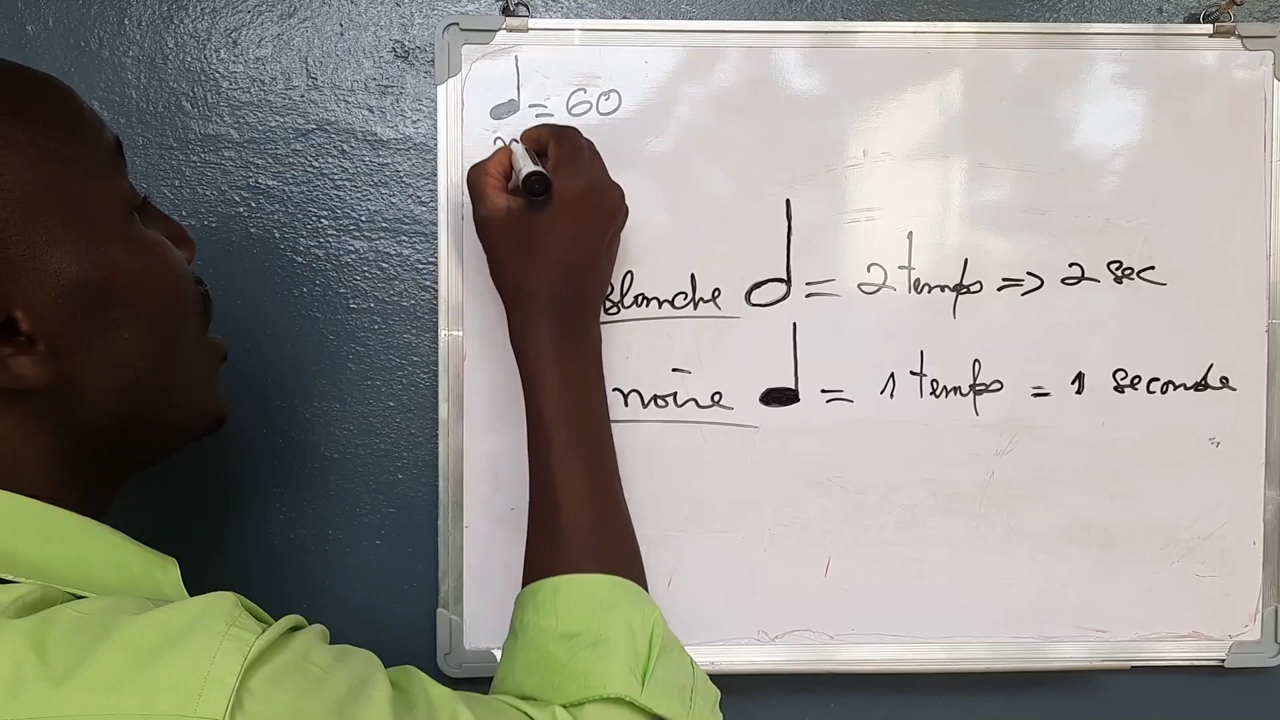 ♩ = 60
Blanche 𝅗𝅥 = 2 temps => 2 sec
noire ♩ = 1 temps = 1 seconde